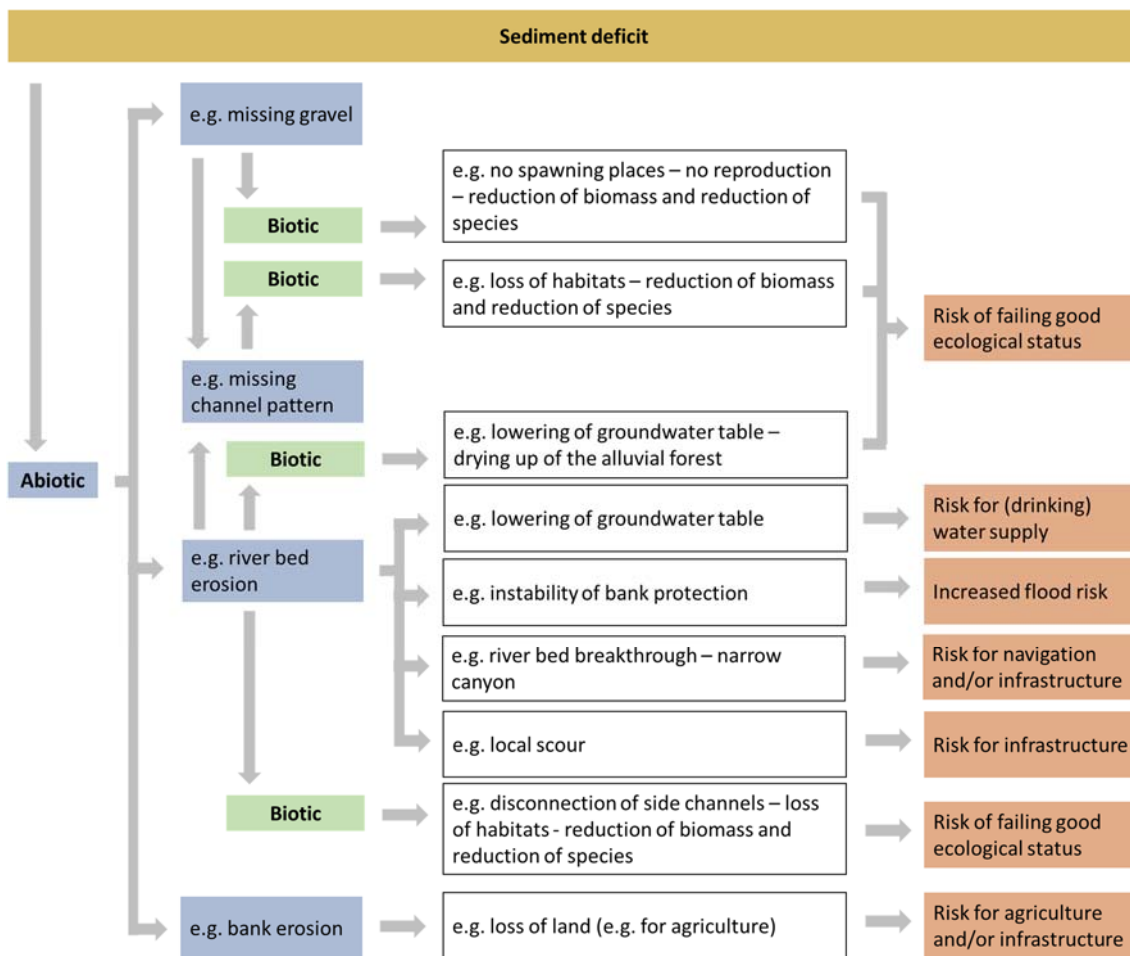 Sediment deficit
e.g. missing gravel
e.g. no spawning places – no reproduction
– reduction of biomass and reduction of
species
Biotic
Biotic
e.g. loss of habitats – reduction of biomass
and reduction of species
Risk of failing good
ecological status
e.g. missing
channel pattern
Biotic
e.g. lowering of groundwater table –
drying up of the alluvial forest
Abiotic
e.g. lowering of groundwater table
Risk for (drinking)
water supply
e.g. river bed
erosion
e.g. instability of bank protection
Increased flood risk
e.g. river bed breakthrough – narrow
canyon
Risk for navigation
and/or infrastructure
e.g. local scour
Risk for infrastructure
Biotic
e.g. disconnection of side channels – loss
of habitats - reduction of biomass and
reduction of species
Risk of failing good
ecological status
e.g. bank erosion
e.g. loss of land (e.g. for agriculture)
Risk for agriculture
and/or infrastructure